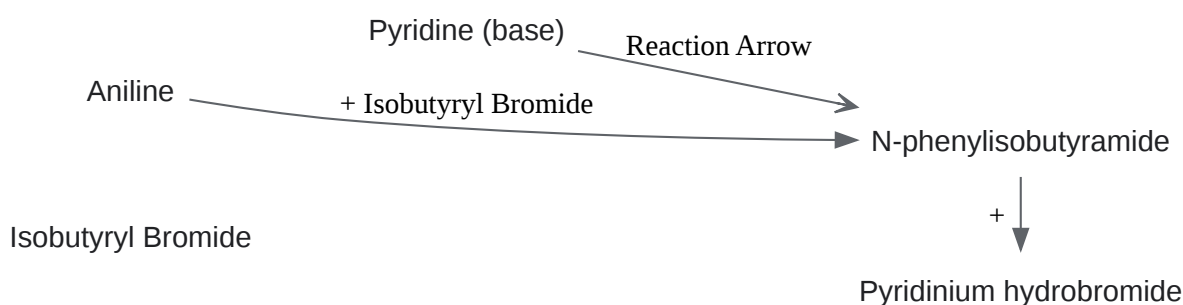 Pyridine (base)
Reaction Arrow
Aniline
+ Isobutyryl Bromide
N-phenylisobutyramide
+
Isobutyryl Bromide
Pyridinium hydrobromide